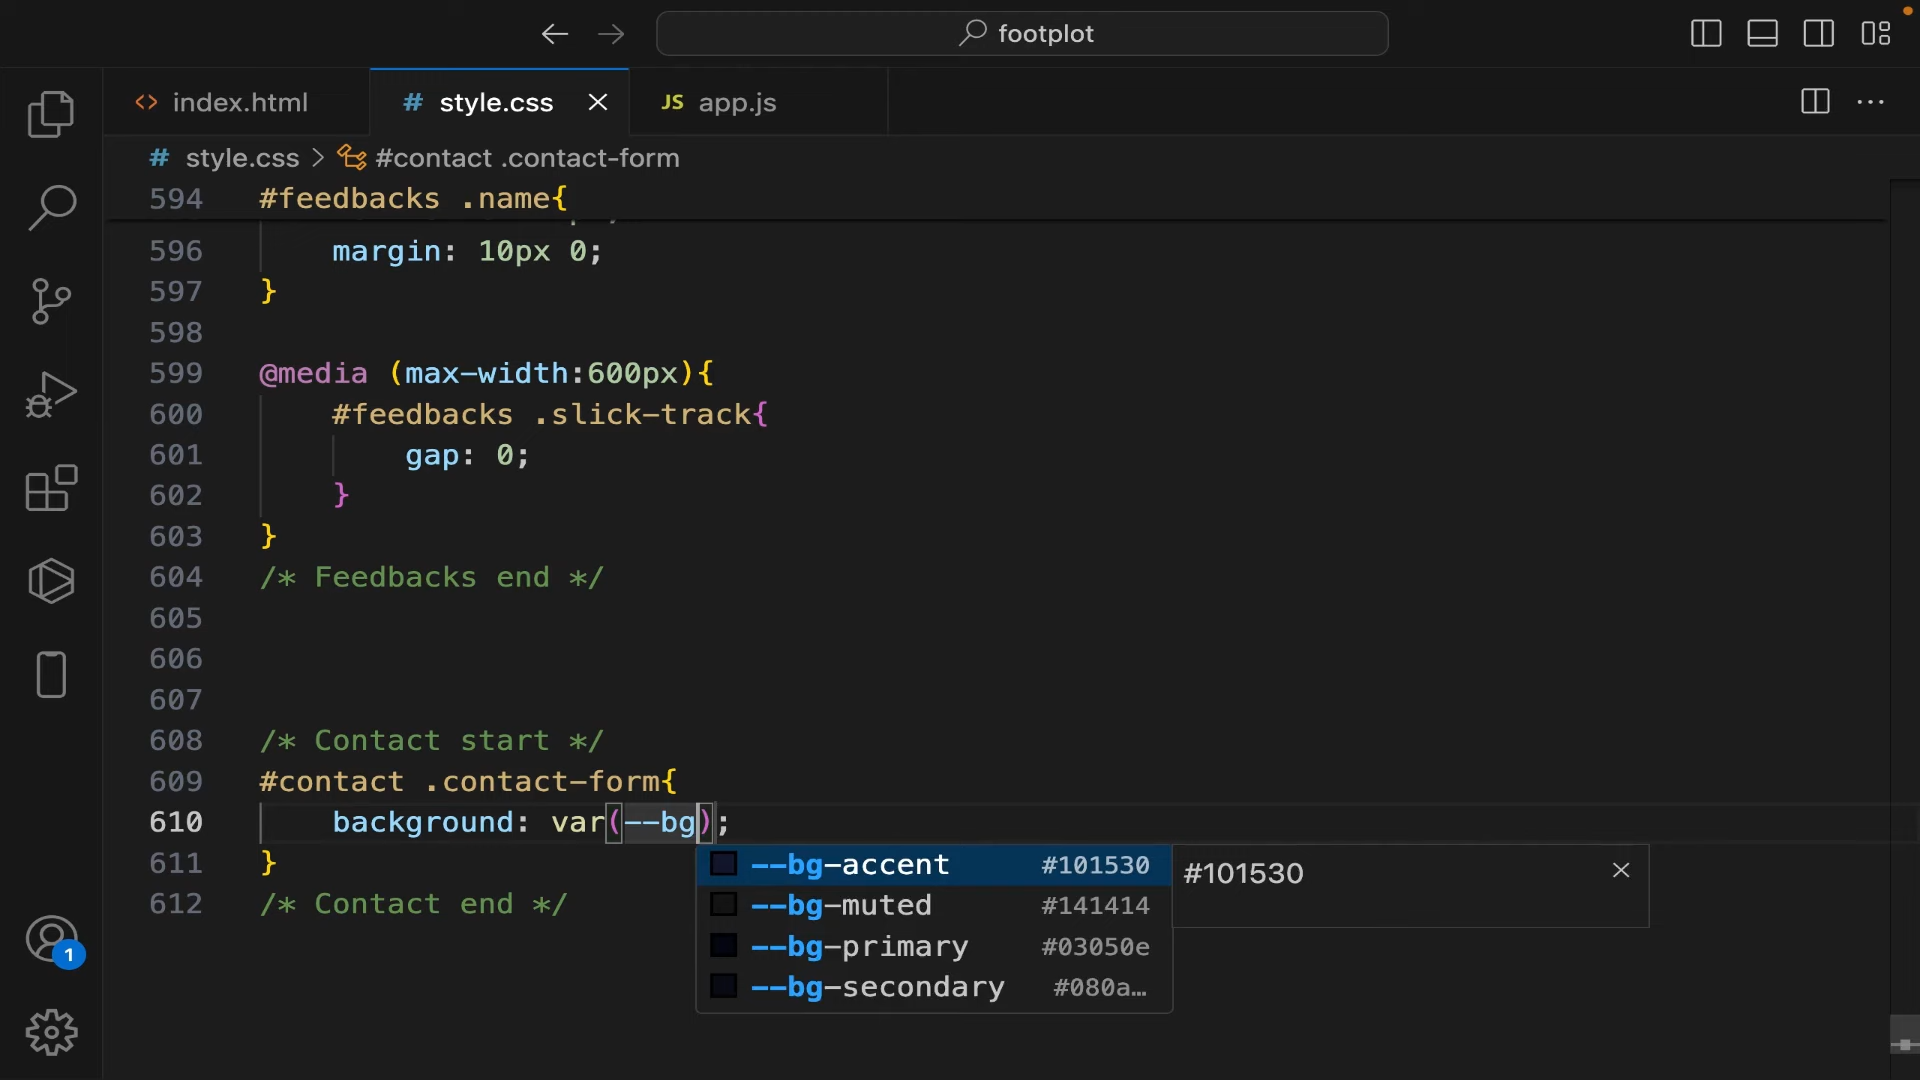 footplot
index.html
# style.css
JS app.js
# style.css > #contact .contact-form
594 #feedbacks .name{
596 margin: 10px 0;
597 }
598
599 @media (max-width:600px){
600 #feedbacks .slick-track{
601 gap: 0;
602 }
603 }
604 /* Feedbacks end */
605
606
607
608 /* Contact start */
609 #contact .contact-form{
610 background: var(--bg);
611 }
--bg-accent #101530
#101530
--bg-muted #141414
--bg-primary #03050e
--bg-secondary #080a…
612 /* Contact end */
1